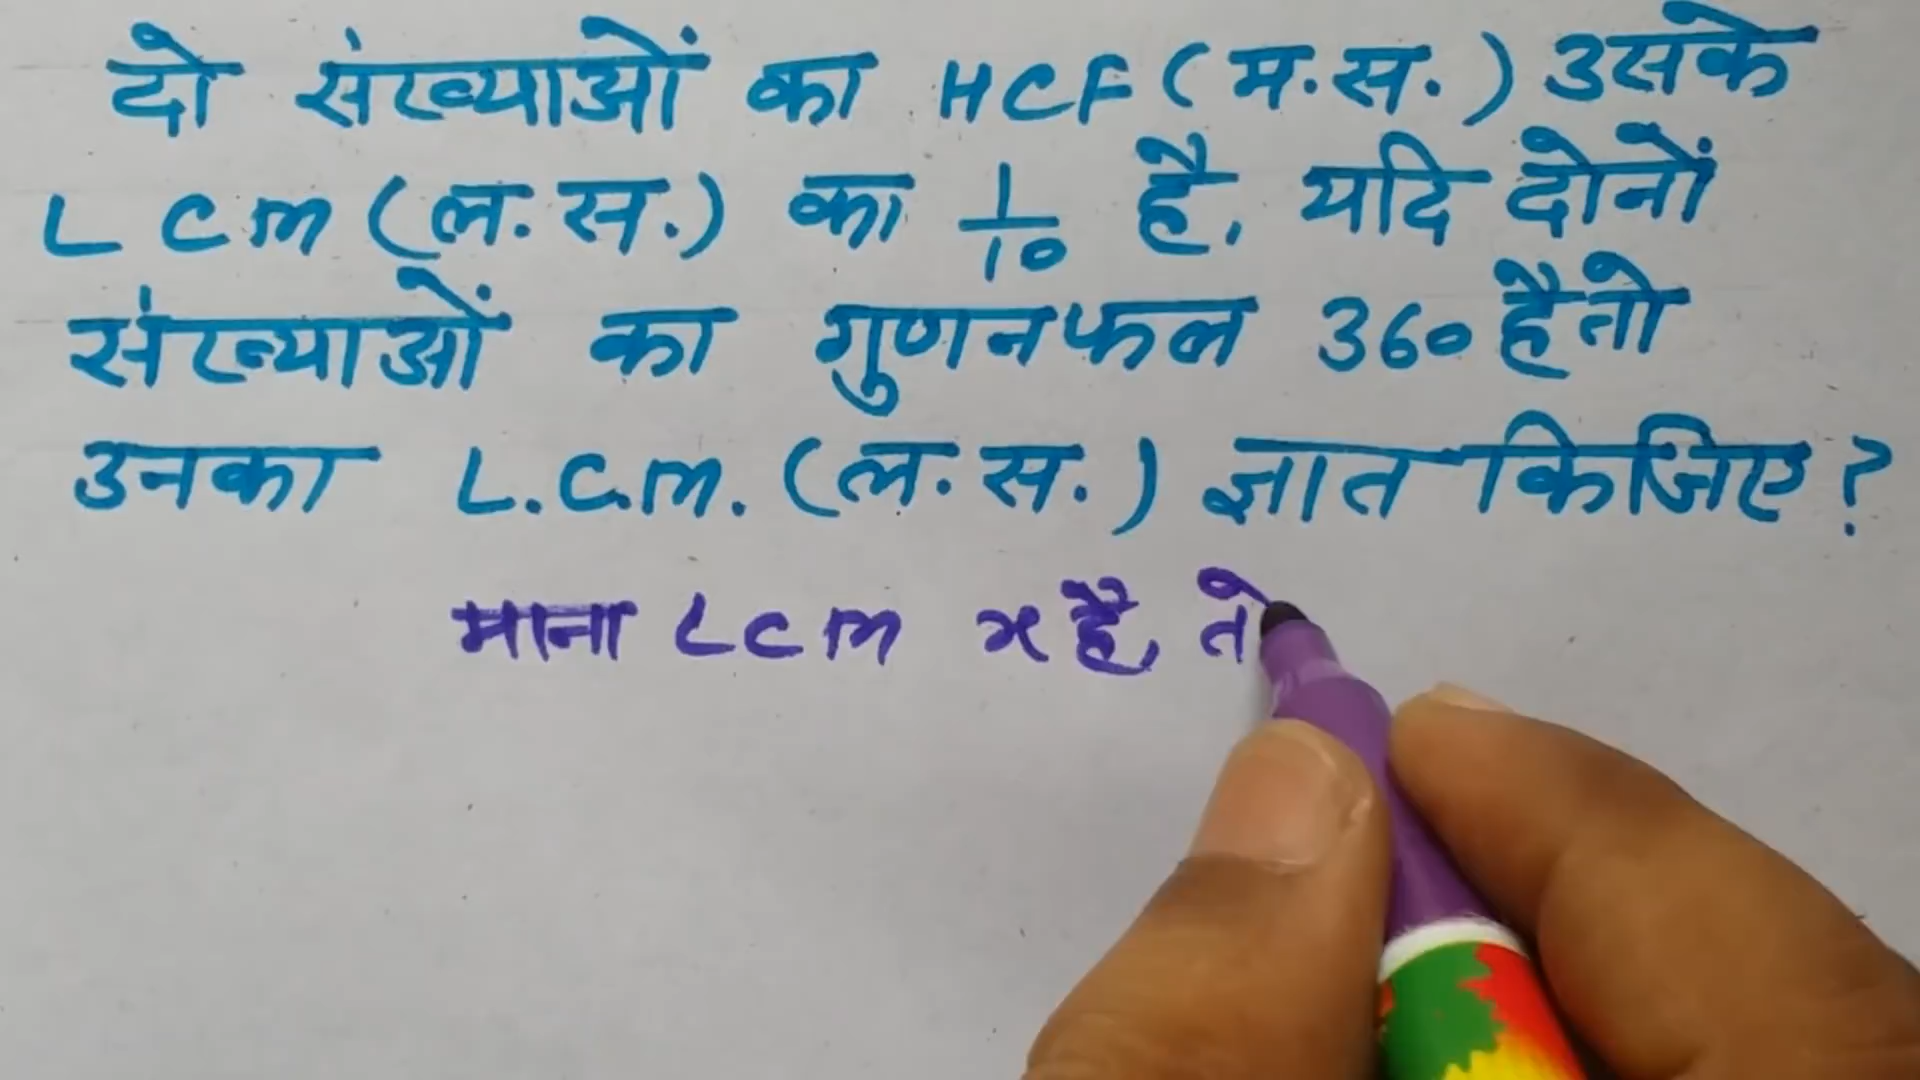 दो संख्याओं का HCF (म.स.) उसके
LCM (ल.स.) का 1/10 है, यदि दोनों
संख्याओं का गुणनफल 360 है तो
उनका L.C.M. (ल.स.) ज्ञात किजिए?
माना LCM x है, तो